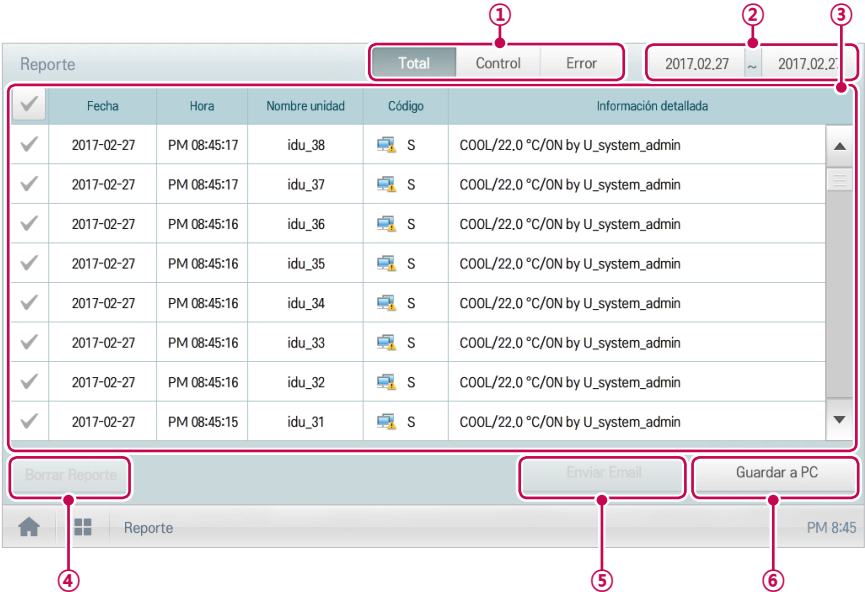 ① ② ③
Reporte Total Control Error 2017.02.27 ~ 2017.02.27
Fecha Hora Nombre unidad Código Información detallada
2017-02-27 PM 08:45:17 idu_38 S COOL/22.0 °C/ON by U_system_admin
2017-02-27 PM 08:45:17 idu_37 S COOL/22.0 °C/ON by U_system_admin
2017-02-27 PM 08:45:16 idu_36 S COOL/22.0 °C/ON by U_system_admin
2017-02-27 PM 08:45:16 idu_35 S COOL/22.0 °C/ON by U_system_admin
2017-02-27 PM 08:45:16 idu_34 S COOL/22.0 °C/ON by U_system_admin
2017-02-27 PM 08:45:16 idu_33 S COOL/22.0 °C/ON by U_system_admin
2017-02-27 PM 08:45:16 idu_32 S COOL/22.0 °C/ON by U_system_admin
2017-02-27 PM 08:45:15 idu_31 S COOL/22.0 °C/ON by U_system_admin
Borrar Reporte Enviar Email Guardar a PC
Reporte PM 8:45
④ ⑤ ⑥